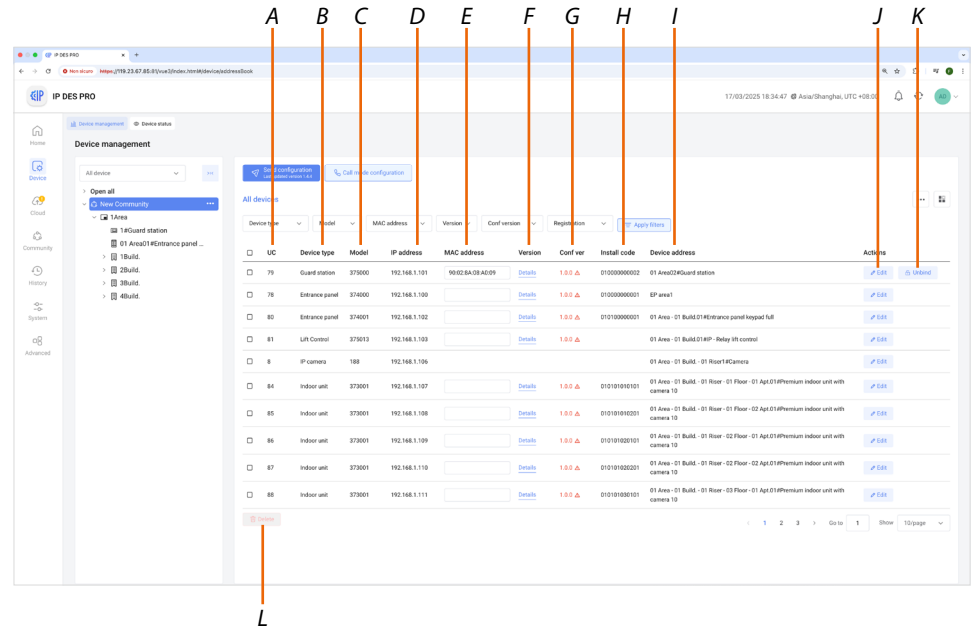 A B C D E F G H I J K
IP DES PRO
Not secure https://119.23.67.85:81/vue3/index.html#/device/addressBook
IP DES PRO
17/03/2025 18:34:47 @ Asia/Shanghai, UTC +08:00
AD
Device management Device status
Device management
Home
Device
Cloud
Community
History
System
Advanced
All device
Open all
New Community
1Area
1#Guard station
01 Area01#Entrance panel ...
1Build.
2Build.
3Build.
4Build.
Send configuration
Last updated version 1.4.4
Call mode configuration
All devices
Device type Model MAC address Version Conf version Registration Apply filters
UC Device type Model IP address MAC address Version Conf ver Install code Device address Actions
79 Guard station 375000 192.168.1.101 90:02:8A:03:A0:09 Details 1.0.0 010000000002 01 Area02#Guard station Edit Unbind
78 Entrance panel 374000 192.168.1.100 Details 1.0.0 010000000001 EP area1 Edit
80 Entrance panel 374001 192.168.1.102 Details 1.0.0 010100000001 01 Area - 01 Build.01#Entrance panel keypad full Edit
81 Lift Control 375013 192.168.1.103 Details 1.0.0 01 Area - 01 Build.01#IP - Relay lift control Edit
8 IP camera 188 192.168.1.106 01 Area - 01 Build. - 01 Riser1#Camera Edit
84 Indoor unit 373001 192.168.1.107 Details 1.0.0 010101010101 01 Area - 01 Build. - 01 Riser - 01 Floor - 01 Apt.01#Premium indoor unit with
camera 10 Edit
85 Indoor unit 373001 192.168.1.108 Details 1.0.0 010101010201 01 Area - 01 Build. - 01 Riser - 01 Floor - 02 Apt.01#Premium indoor unit with
camera 10 Edit
86 Indoor unit 373001 192.168.1.109 Details 1.0.0 010101020101 01 Area - 01 Build. - 01 Riser - 02 Floor - 01 Apt.01#Premium indoor unit with
camera 10 Edit
87 Indoor unit 373001 192.168.1.110 Details 1.0.0 010101020201 01 Area - 01 Build. - 01 Riser - 02 Floor - 02 Apt.01#Premium indoor unit with
camera 10 Edit
88 Indoor unit 373001 192.168.1.111 Details 1.0.0 010101030101 01 Area - 01 Build. - 01 Riser - 03 Floor - 01 Apt.01#Premium indoor unit with
camera 10 Edit
1 2 3 Go to 1 Show 10/page
L